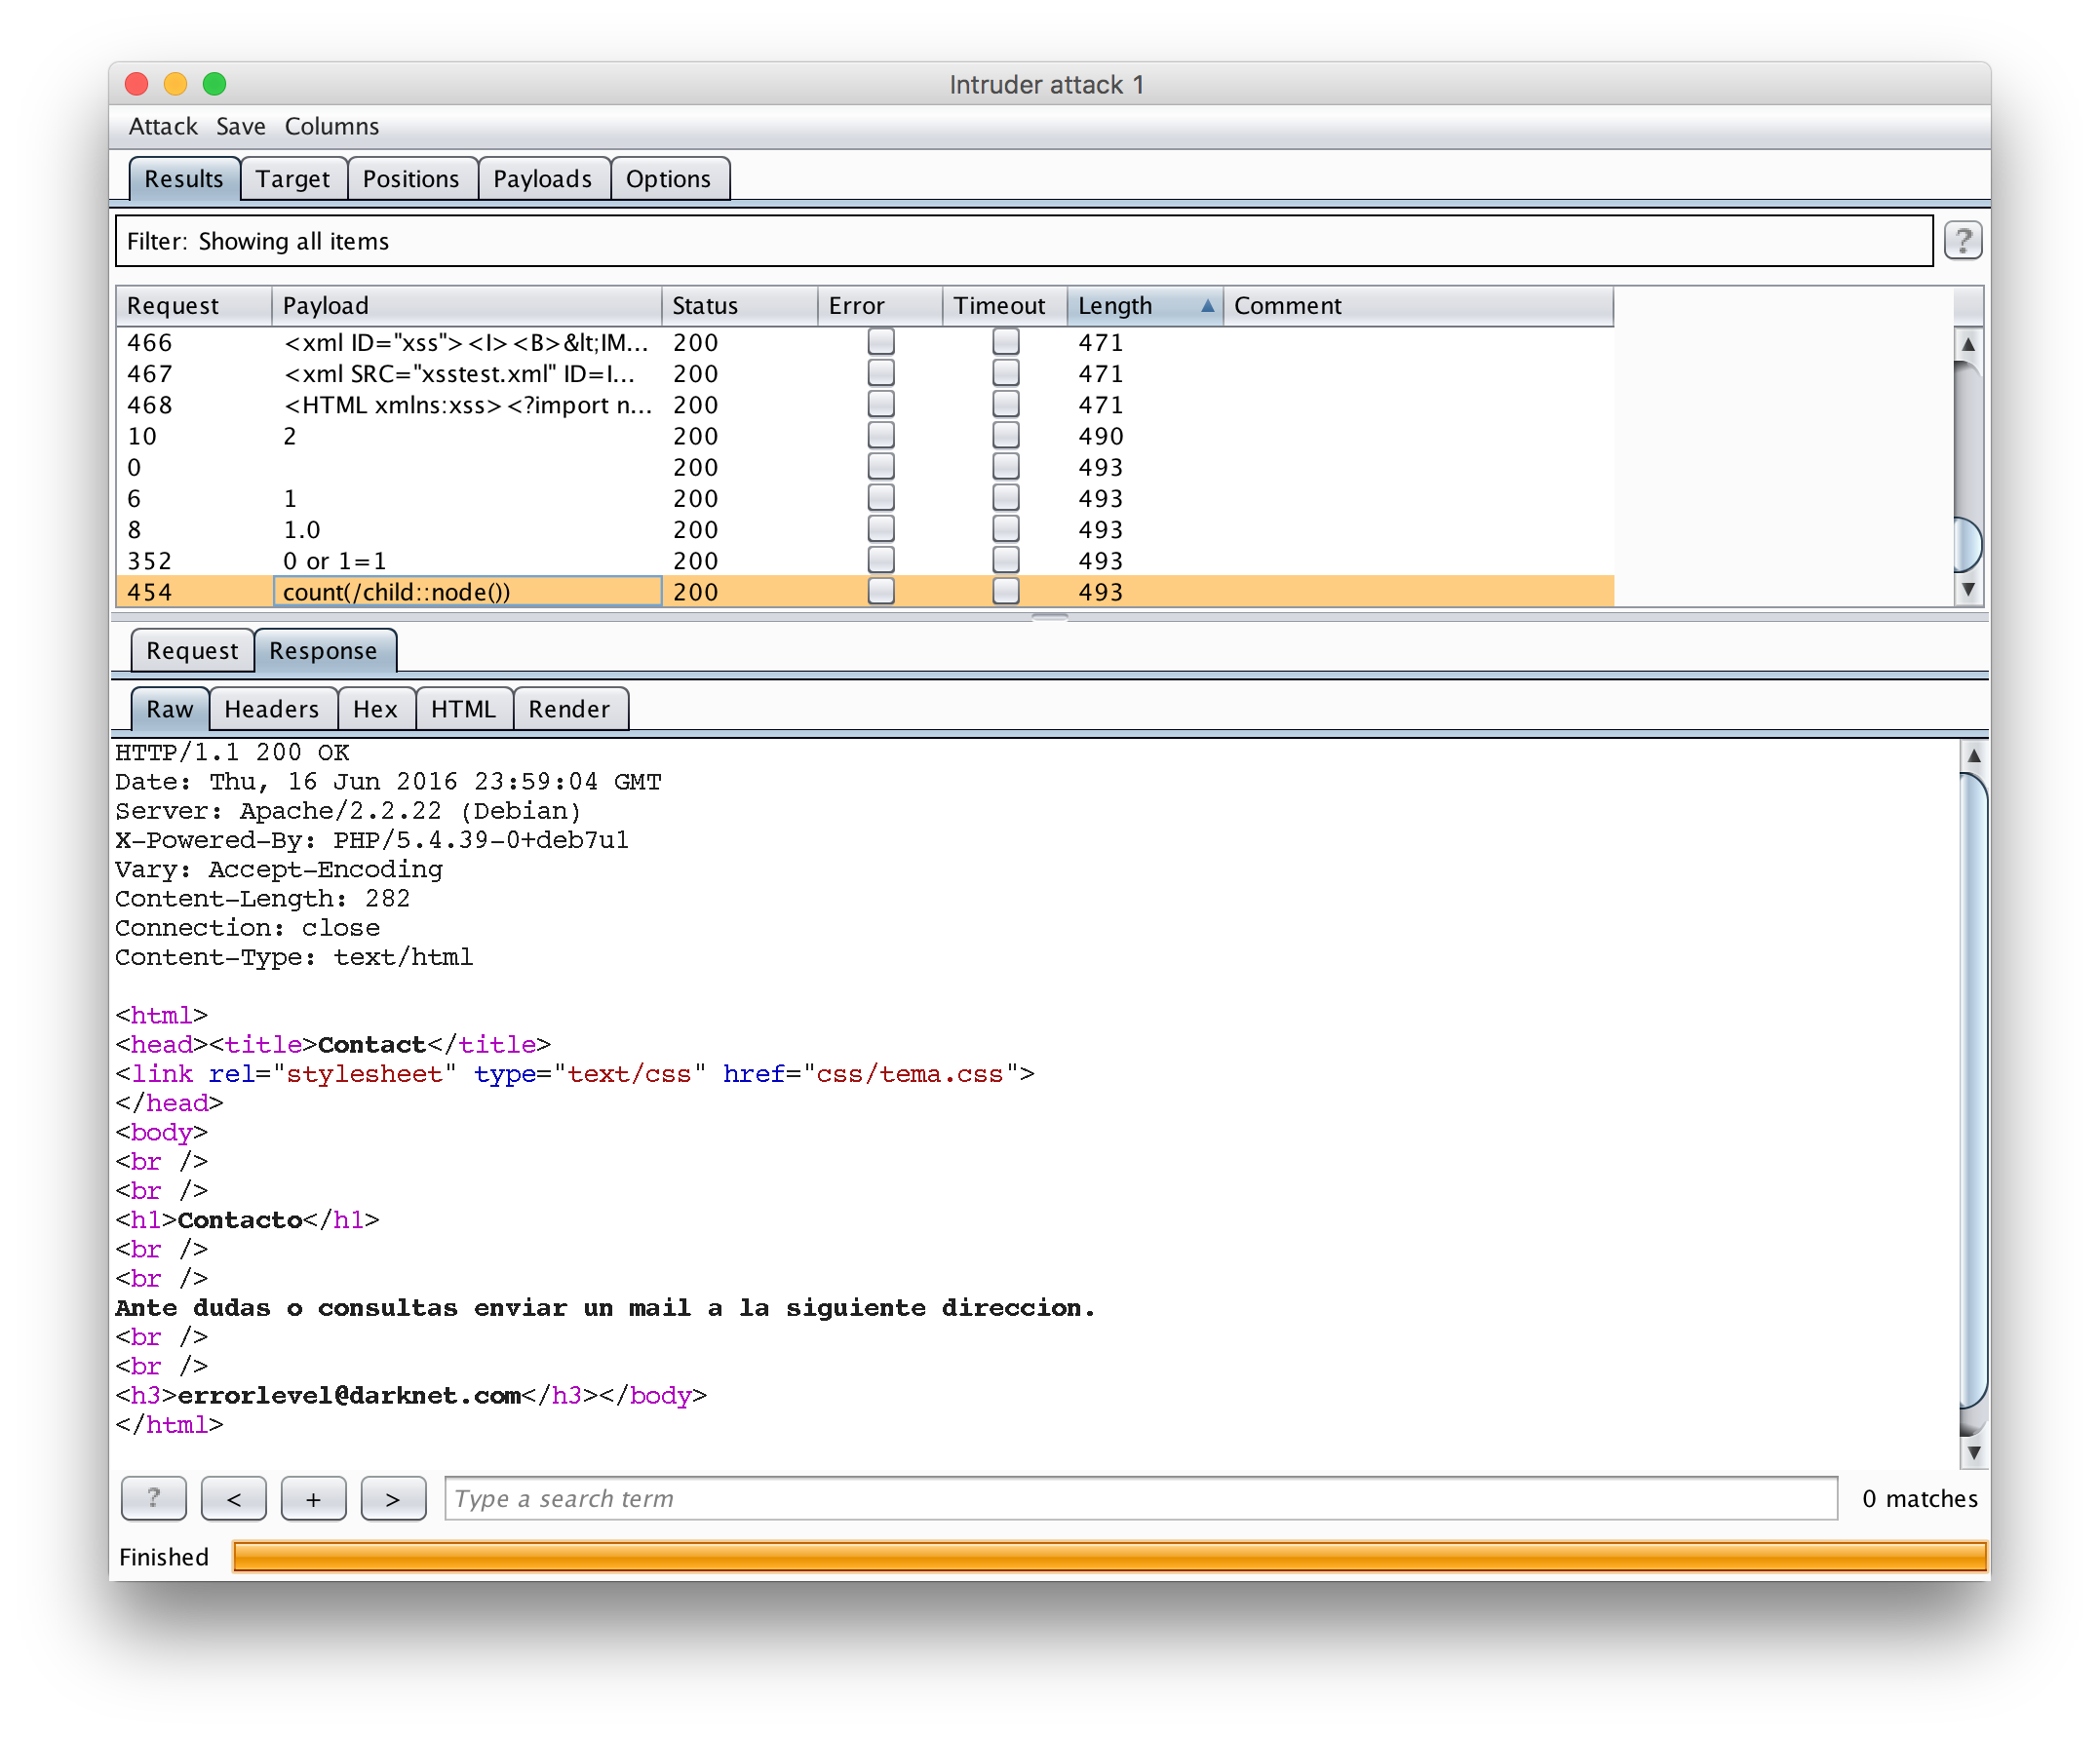 Intruder attack 1
Attack Save Columns
Results Target Positions Payloads Options
Filter: Showing all items ?
Request Payload Status Error Timeout Length Comment
466 <xml ID="xss"><I><B>&lt;IM... 200 471
467 <xml SRC="xsstest.xml" ID=I... 200 471
468 <HTML xmlns:xss><?import n... 200 471
10 2 200 490
0 200 493
6 1 200 493
8 1.0 200 493
352 0 or 1=1 200 493
454 count(/child::node()) 200 493
Request Response
Raw Headers Hex HTML Render
HTTP/1.1 200 OK
Date: Thu, 16 Jun 2016 23:59:04 GMT
Server: Apache/2.2.22 (Debian)
X-Powered-By: PHP/5.4.39-0+deb7u1
Vary: Accept-Encoding
Content-Length: 282
Connection: close
Content-Type: text/html
<html>
<head><title>Contact</title>
<link rel="stylesheet" type="text/css" href="css/tema.css">
</head>
<body>
<br />
<br />
<h1>Contacto</h1>
<br />
<br />
Ante dudas o consultas enviar un mail a la siguiente direccion.
<br />
<br />
<h3>errorlevel@darknet.com</h3></body>
</html>
? < + > Type a search term 0 matches
Finished